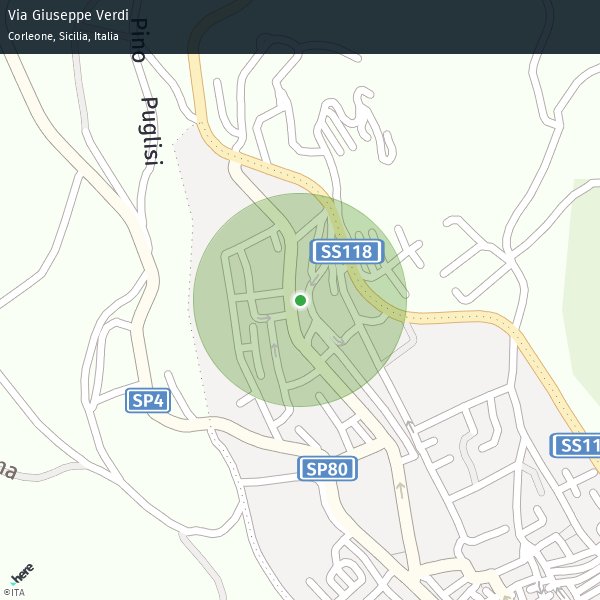 Via Giuseppe Verdi
Corleone, Sicilia, Italia
Pino
Puglisi
SS118
SP4
SP80
SS11
na
here
©ITA